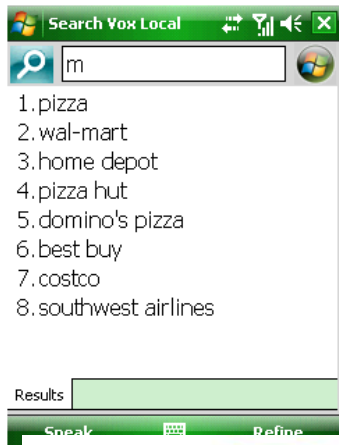 Search Vox Local
m
1. pizza
2. wal-mart
3. home depot
4. pizza hut
5. domino's pizza
6. best buy
7. costco
8. southwest airlines
Results
Speak Refine